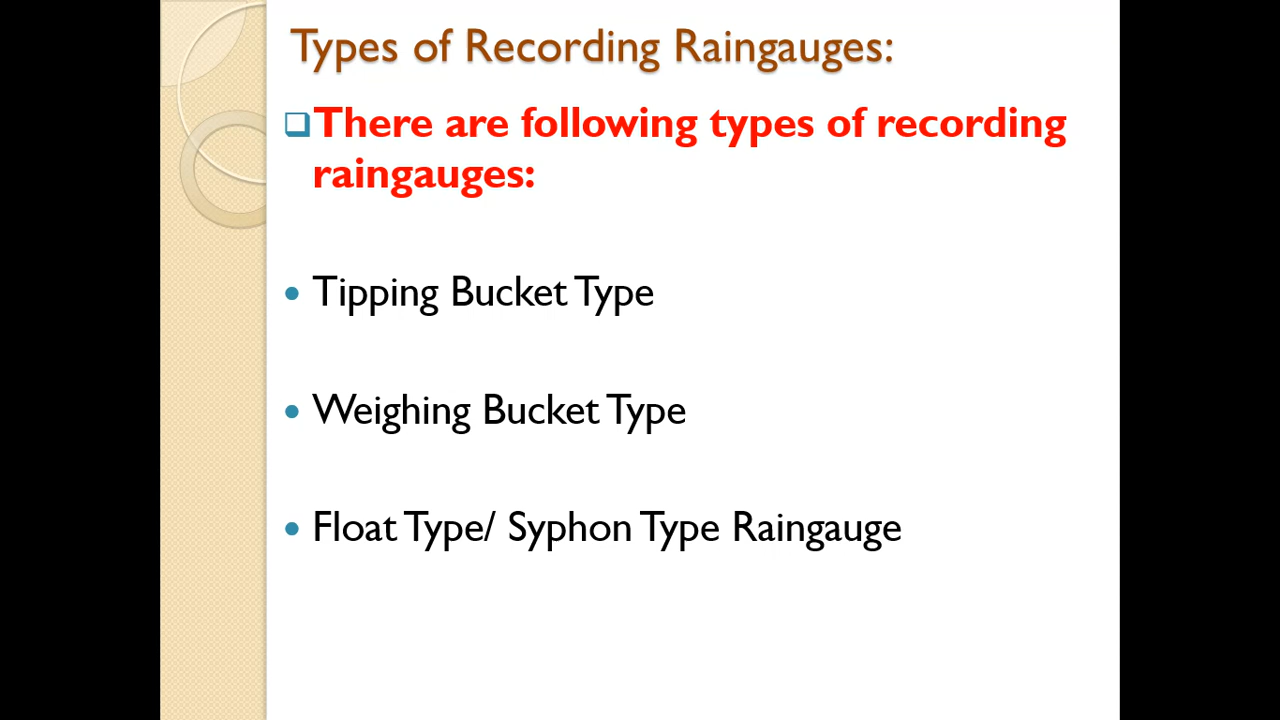 Types of Recording Raingauges:
There are following types of recording
raingauges:
Tipping Bucket Type
Weighing Bucket Type
Float Type/ Syphon Type Raingauge